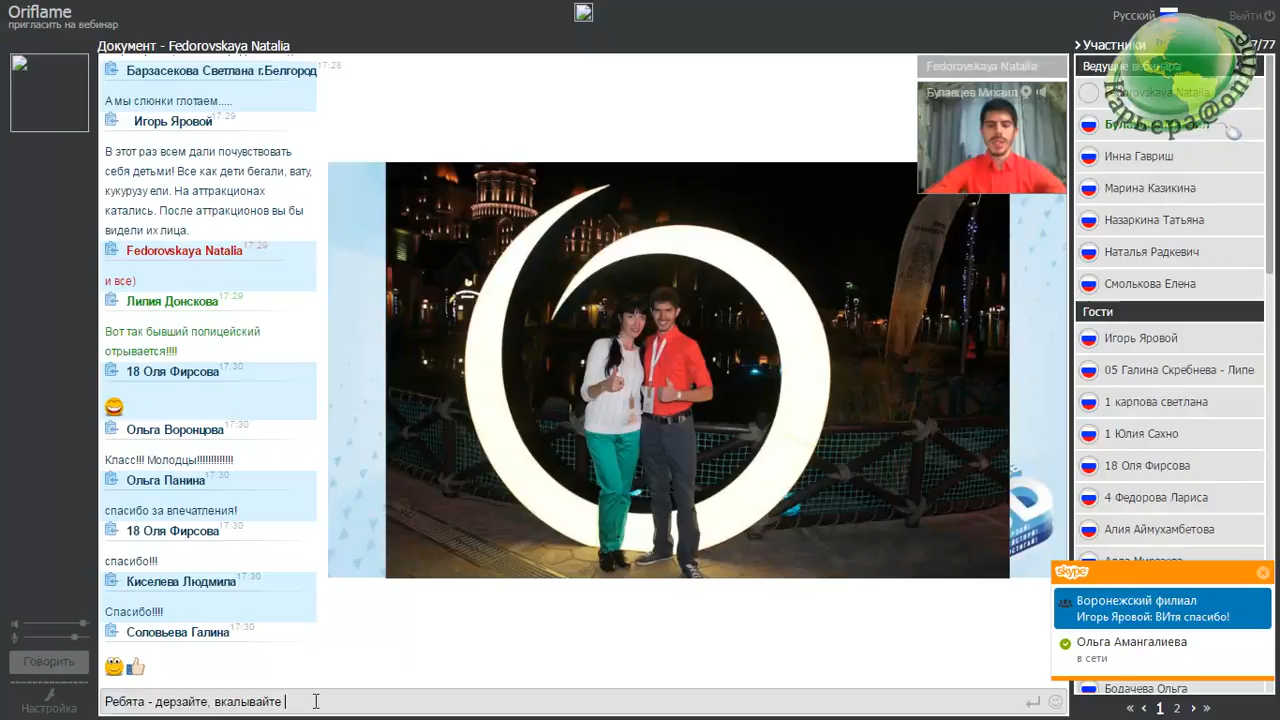 Oriflame
пригласить на вебинар
Русский
Выйти
Документ - Fedorovskaya Natalia
Участники
7/77
Барзасекова Светлана г.Белгород 17:28
А мы слюнки глотаем.....
Игорь Яровой 17:29
В этот раз всем дали почувствовать
себя детьми! Все как дети бегали, вату,
кукурузу ели. На аттракционах
катались. После аттракционов вы бы
видели их лица.
Fedorovskaya Natalia 17:29
и все)
Лилия Донскова 17:29
Вот так бывший полицейский
отрывается!!!!
18 Оля Фирсова 17:30
Ольга Воронцова 17:30
Класс!!! Молодцы!!!!!!!!!!!!!
Ольга Панина 17:30
спасибо за впечатления!
18 Оля Фирсова 17:30
спасибо!!!
Киселева Людмила 17:30
Спасибо!!!!
Соловьева Галина 17:30
Ребята - дерзайте, вкалывайте
Говорить
Настройка
Fedorovskaya Natalia
Булавцев Михаил
Ведущие вебинара
Fedorovskaya Natalia
карьера@online
Инна Гавриш
Марина Казикина
Назаркина Татьяна
Наталья Радкевич
Смолькова Елена
Гости
Игорь Яровой
05 Галина Скребнева - Липе
1 карпова светлана
1 Юлия Сахно
18 Оля Фирсова
4 Федорова Лариса
Алия Аймухамбетова
skype
Воронежский филиал
Игорь Яровой: ВИтя спасибо!
Ольга Амангалиева
в сети
Бодачева Ольга
« ‹ 1 2 › »